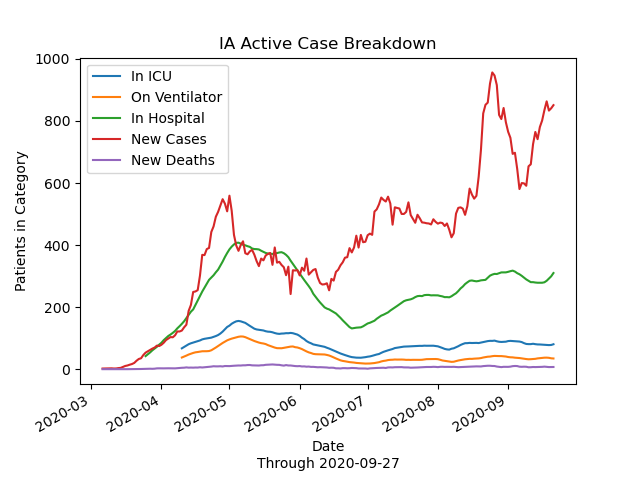 IA Active Case Breakdown
In ICU
On Ventilator
In Hospital
New Cases
New Deaths
Patients in Category
1000
800
600
400
200
0
2020-03
2020-04
2020-05
2020-06
2020-07
2020-08
2020-09
Date
Through 2020-09-27